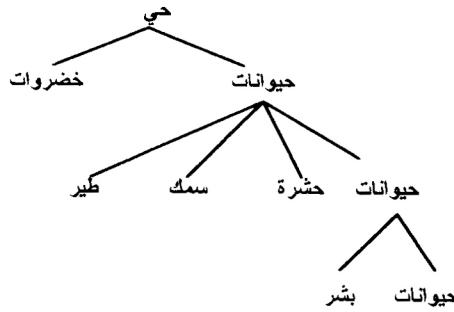 حي
حيوانات خضروات
حيوانات حشرة سمك طير
حيوانات بشر